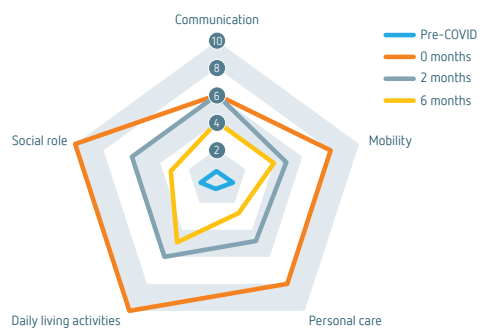 Communication
10
8
6
4
2
Pre-COVID
0 months
2 months
6 months
Social role
Mobility
Daily living activities
Personal care